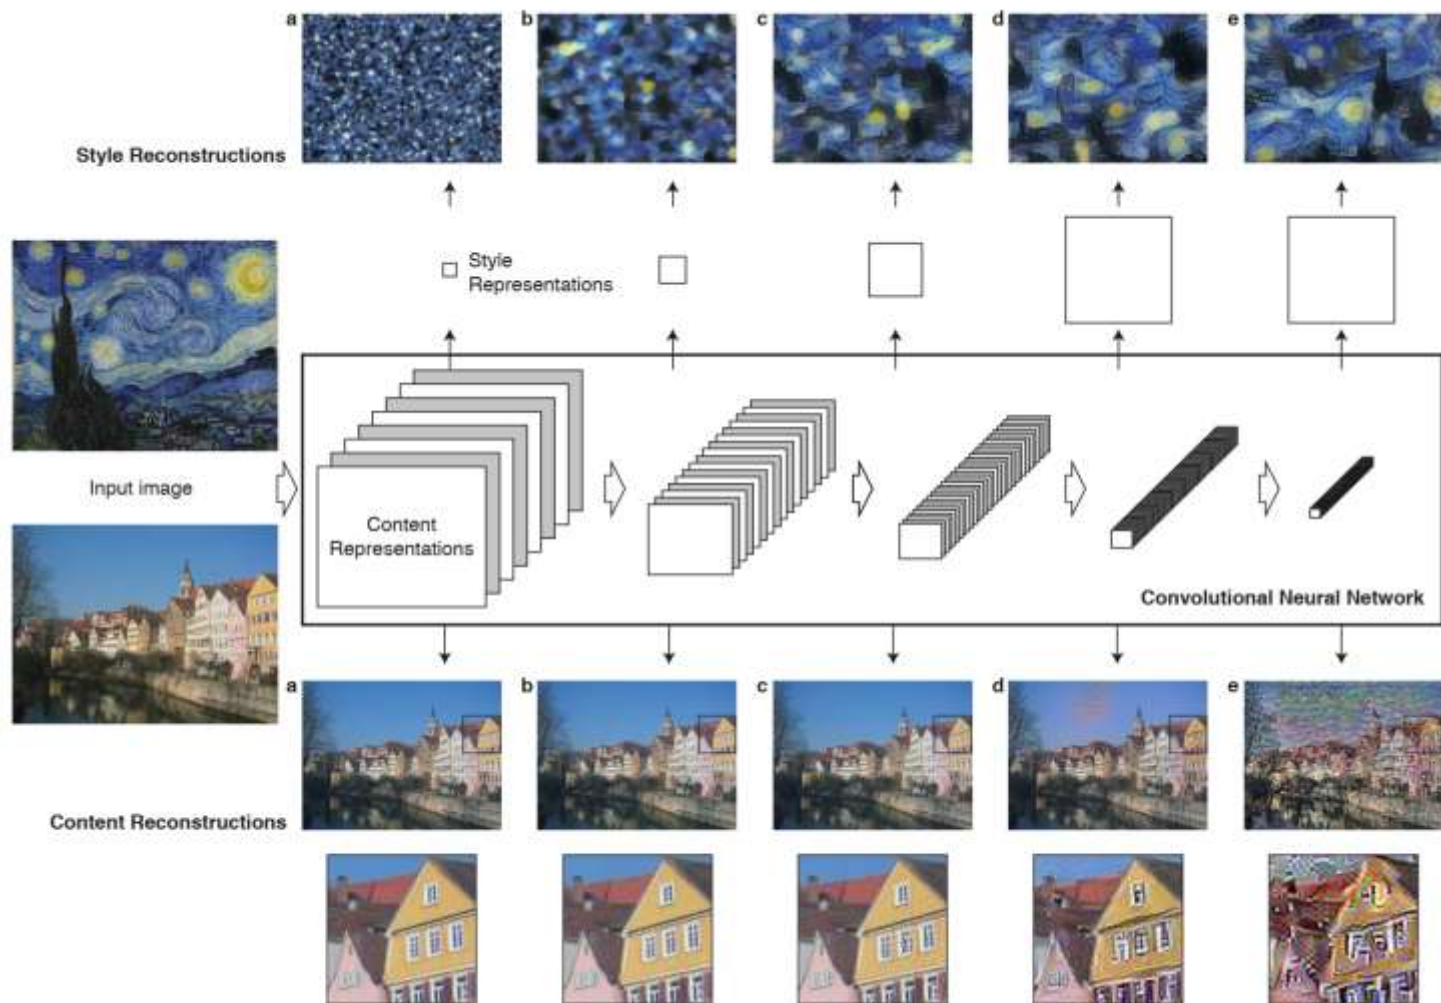 a
b
c
d
e
Style Reconstructions
Style
Representations
Input image
Content
Representations
Convolutional Neural Network
a
b
c
d
e
Content Reconstructions